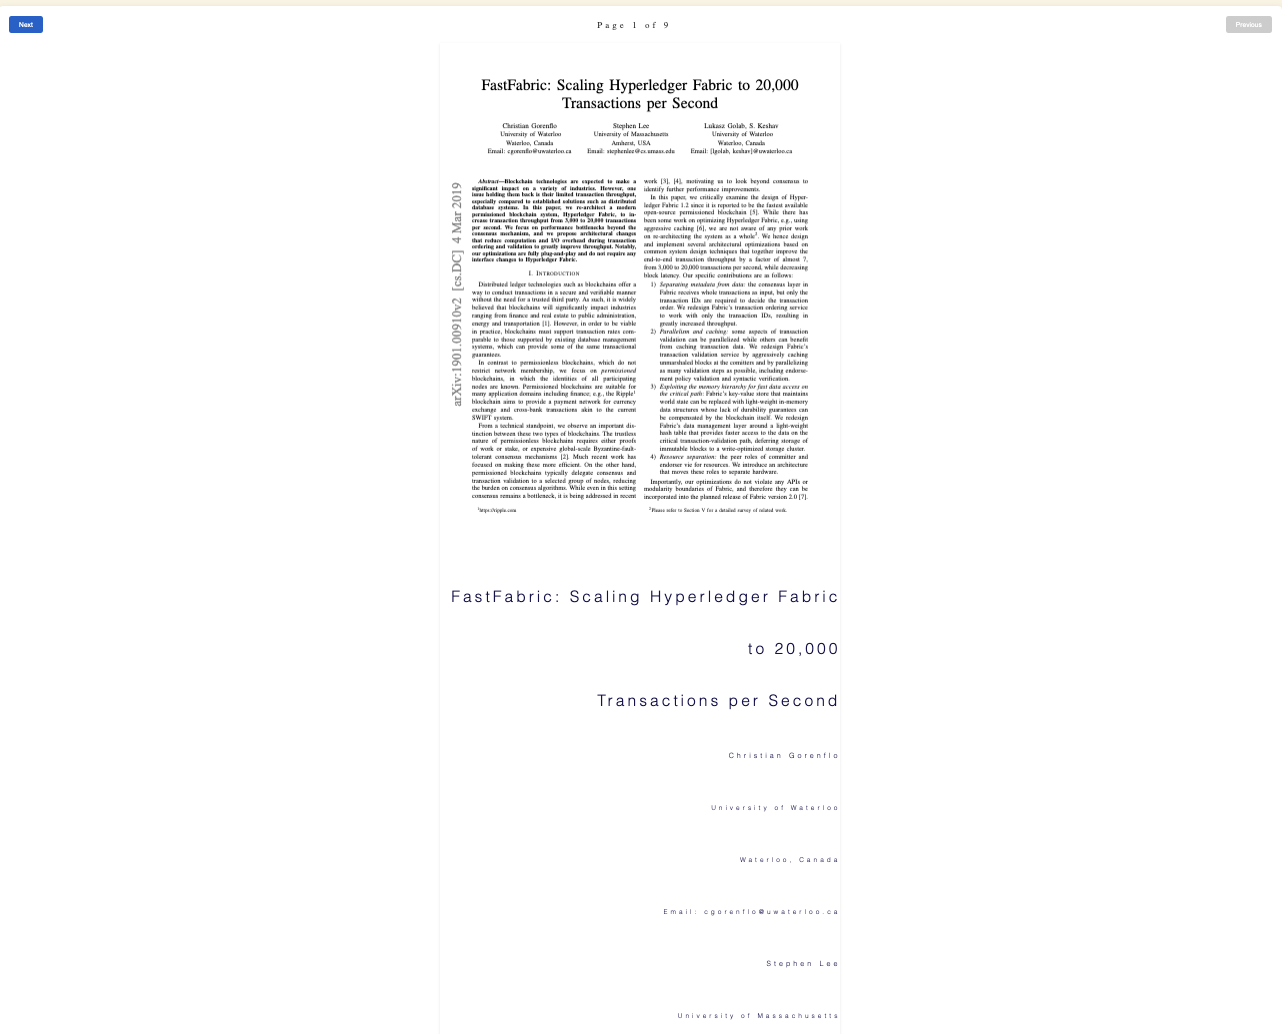 Next
Page 1 of 9
Previous
FastFabric: Scaling Hyperledger Fabric to 20,000
Transactions per Second
Christian Gorenflo
University of Waterloo
Waterloo, Canada
Email: cgorenflo@uwaterloo.ca
Stephen Lee
University of Massachusetts
Amherst, USA
Email: stephenlee@cs.umass.edu
Lukasz Golab, S. Keshav
University of Waterloo
Waterloo, Canada
Email: [lgolab, keshav]@uwaterloo.ca
arXiv:1901.00910v2 [cs.DC] 4 Mar 2019
Abstract—Blockchain technologies are expected to make a
significant impact on a variety of industries. However, one
issue holding them back is their limited transaction throughput,
especially compared to established solutions such as distributed
database systems. In this paper, we re-architect a modern
permissioned blockchain system, Hyperledger Fabric, to in-
crease transaction throughput from 3,000 to 20,000 transactions
per second. We focus on performance bottlenecks beyond the
consensus mechanism, and we propose architectural changes
that reduce computation and I/O overhead during transaction
ordering and validation to greatly improve throughput. Notably,
our optimizations are fully plug-and-play and do not require any
interface changes to Hyperledger Fabric.
I. Introduction
Distributed ledger technologies such as blockchains offer a
way to conduct transactions in a secure and verifiable manner
without the need for a trusted third party. As such, it is widely
believed that blockchains will significantly impact industries
ranging from finance and real estate to public administration,
energy and transportation [1]. However, in order to be viable
in practice, blockchains must support transaction rates com-
parable to those supported by existing database management
systems, which can provide some of the same transactional
guarantees.
In contrast to permissionless blockchains, which do not
restrict network membership, we focus on permissioned
blockchains, in which the identities of all participating
nodes are known. Permissioned blockchains are suitable for
many application domains including finance; e.g., the Ripple1
blockchain aims to provide a payment network for currency
exchange and cross-bank transactions akin to the current
SWIFT system.
From a technical standpoint, we observe an important dis-
tinction between these two types of blockchains. The trustless
nature of permissionless blockchains requires either proofs
of work or stake, or expensive global-scale Byzantine-fault-
tolerant consensus mechanisms [2]. Much recent work has
focused on making these more efficient. On the other hand,
permissioned blockchains typically delegate consensus and
transaction validation to a selected group of nodes, reducing
the burden on consensus algorithms. While even in this setting
consensus remains a bottleneck, it is being addressed in recent
1https://ripple.com
work [3], [4], motivating us to look beyond consensus to
identify further performance improvements.
In this paper, we critically examine the design of Hyper-
ledger Fabric 1.2 since it is reported to be the fastest available
open-source permissioned blockchain [5]. While there has
been some work on optimizing Hyperledger Fabric, e.g., using
aggressive caching [6], we are not aware of any prior work
on re-architecting the system as a whole2. We hence design
and implement several architectural optimizations based on
common system design techniques that together improve the
end-to-end transaction throughput by a factor of almost 7,
from 3,000 to 20,000 transactions per second, while decreasing
block latency. Our specific contributions are as follows:
1) Separating metadata from data: the consensus layer in
Fabric receives whole transactions as input, but only the
transaction IDs are required to decide the transaction
order. We redesign Fabric's transaction ordering service
to work with only the transaction IDs, resulting in
greatly increased throughput.
2) Parallelism and caching: some aspects of transaction
validation can be parallelized while others can benefit
from caching transaction data. We redesign Fabric's
transaction validation service by aggressively caching
unmarshaled blocks at the comitters and by parallelizing
as many validation steps as possible, including endorse-
ment policy validation and syntactic verification.
3) Exploiting the memory hierarchy for fast data access on
the critical path: Fabric's key-value store that maintains
world state can be replaced with light-weight in-memory
data structures whose lack of durability guarantees can
be compensated by the blockchain itself. We redesign
Fabric's data management layer around a light-weight
hash table that provides faster access to the data on the
critical transaction-validation path, deferring storage of
immutable blocks to a write-optimized storage cluster.
4) Resource separation: the peer roles of committer and
endorser vie for resources. We introduce an architecture
that moves these roles to separate hardware.
Importantly, our optimizations do not violate any APIs or
modularity boundaries of Fabric, and therefore they can be
incorporated into the planned release of Fabric version 2.0 [7].
2Please refer to Section V for a detailed survey of related work.
FastFabric: Scaling Hyperledger Fabric
to 20,000
Transactions per Second
Christian Gorenflo
University of Waterloo
Waterloo, Canada
Email: cgorenflo@uwaterloo.ca
Stephen Lee
University of Massachusetts